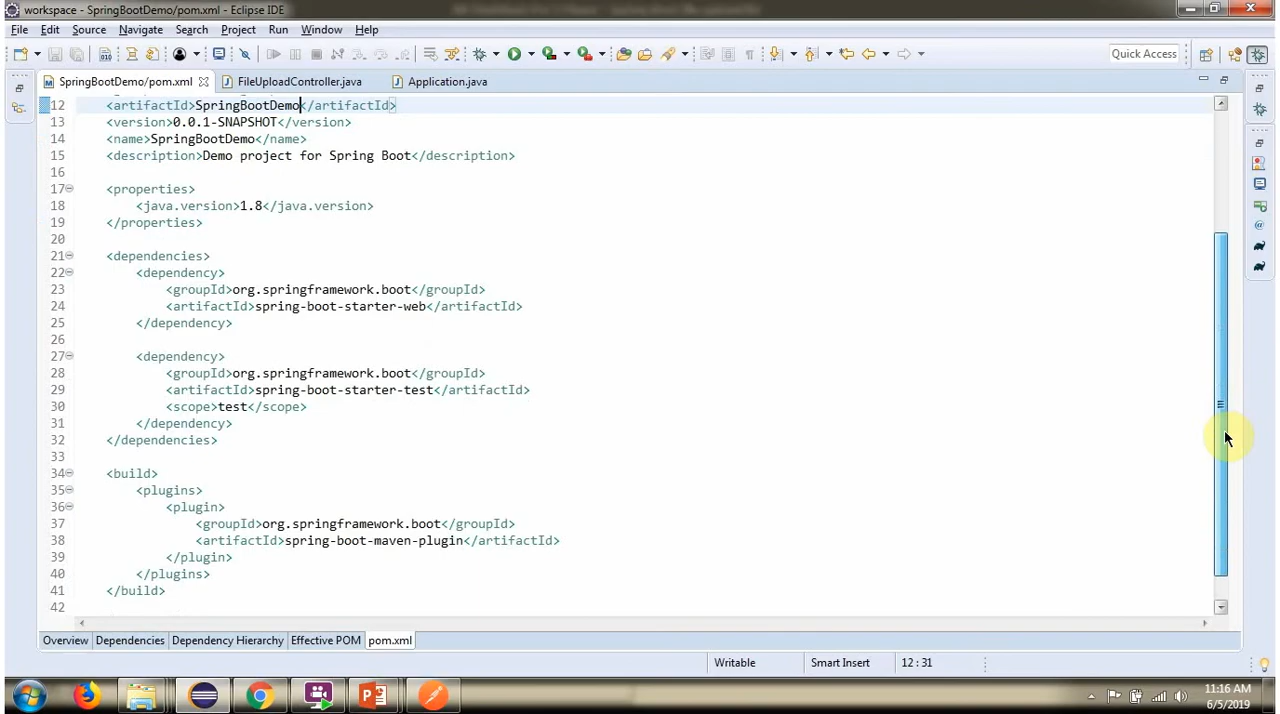 workspace - SpringBootDemo/pom.xml - Eclipse IDE
File Edit Source Navigate Search Project Run Window Help
Quick Access
SpringBootDemo/pom.xml FileUploadController.java Application.java
12 <artifactId>SpringBootDemo</artifactId>
13 <version>0.0.1-SNAPSHOT</version>
14 <name>SpringBootDemo</name>
15 <description>Demo project for Spring Boot</description>
16
17 <properties>
18 <java.version>1.8</java.version>
19 </properties>
20
21 <dependencies>
22 <dependency>
23 <groupId>org.springframework.boot</groupId>
24 <artifactId>spring-boot-starter-web</artifactId>
25 </dependency>
26
27 <dependency>
28 <groupId>org.springframework.boot</groupId>
29 <artifactId>spring-boot-starter-test</artifactId>
30 <scope>test</scope>
31 </dependency>
32 </dependencies>
33
34 <build>
35 <plugins>
36 <plugin>
37 <groupId>org.springframework.boot</groupId>
38 <artifactId>spring-boot-maven-plugin</artifactId>
39 </plugin>
40 </plugins>
41 </build>
42
Overview Dependencies Dependency Hierarchy Effective POM pom.xml
Writable Smart Insert 12 : 31
11:16 AM
6/5/2019